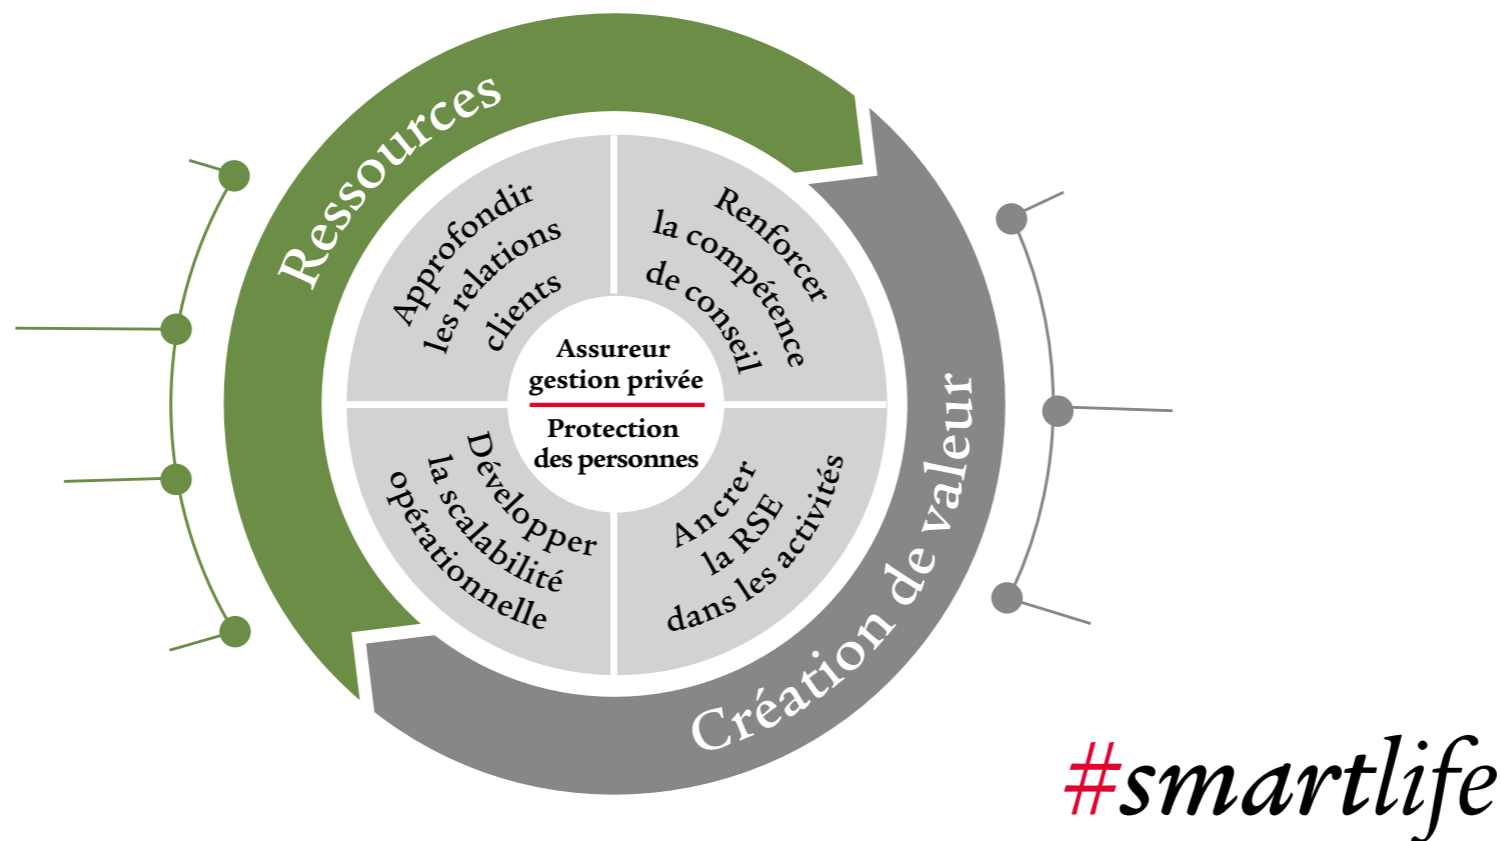 Ressources
Approfondir
les relations
clients
Renforcer
la compétence
de conseil
Assureur
gestion privée
Protection
des personnes
Développer
la scalabilité
opérationnelle
Ancrer
la RSE
dans les activités
Création de valeur
#smartlife